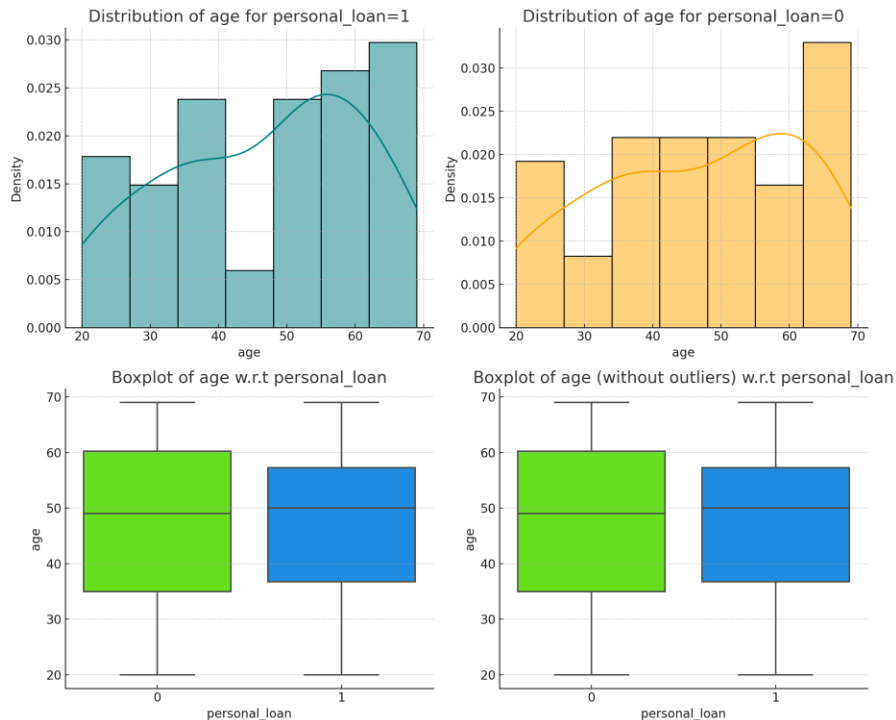 Distribution of age for personal_loan=1
Density
0.030
0.025
0.020
0.015
0.010
0.005
0.000
20 30 40 50 60 70
age
Distribution of age for personal_loan=0
Density
0.030
0.025
0.020
0.015
0.010
0.005
0.000
20 30 40 50 60 70
age
Boxplot of age w.r.t personal_loan
age
70
60
50
40
30
20
0 1
personal_loan
Boxplot of age (without outliers) w.r.t personal_loan
age
70
60
50
40
30
20
0 1
personal_loan